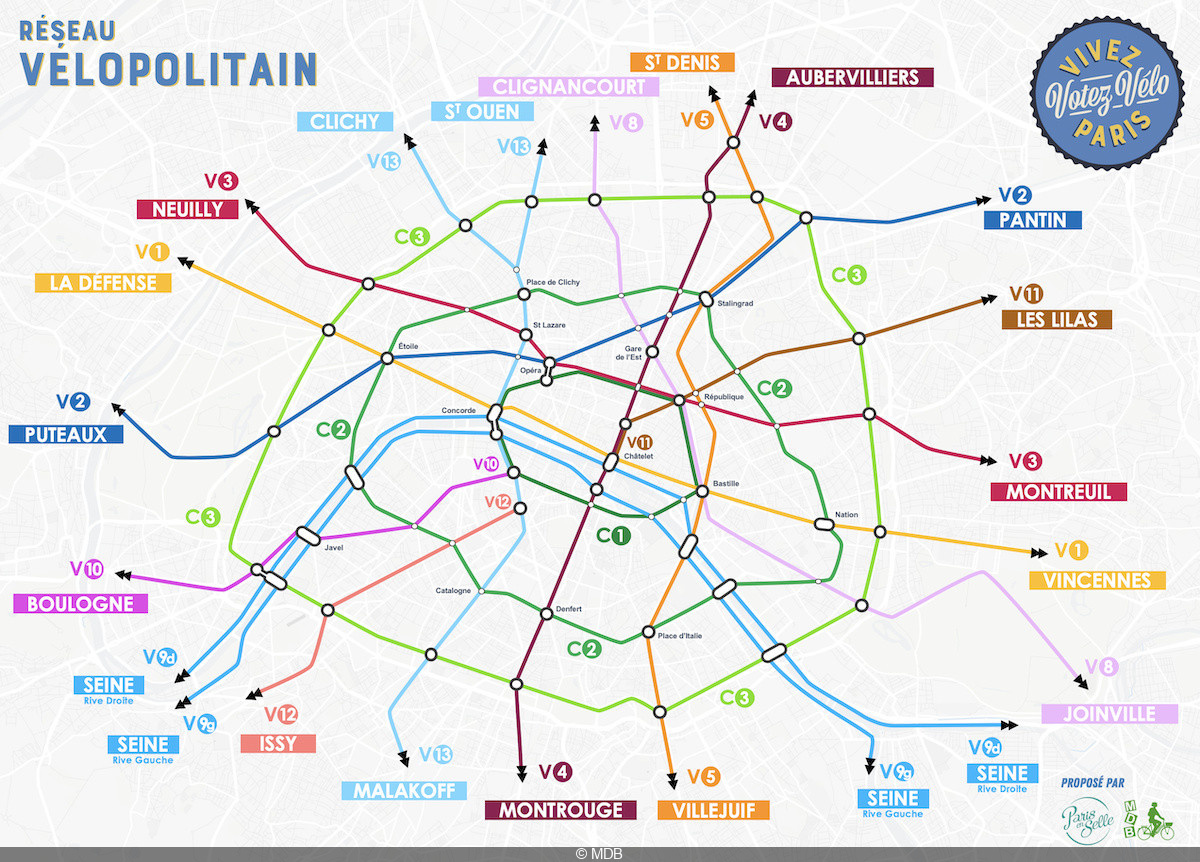 RÉSEAU
VÉLOPOLITAIN
VIVEZ
Votez Vélo
PARIS
ST DENIS
AUBERVILLIERS
CLIGNANCOURT
ST OUEN
CLICHY
V5
V4
V8
V13
V13
V3
NEUILLY
V2
PANTIN
C3
V1
LA DÉFENSE
C3
Place de Clichy
V11
LES LILAS
Stalingrad
St Lazare
Étoile
Gare
de l'Est
Opéra
C2
République
V2
PUTEAUX
Concorde
C2
V11
Châtelet
V3
MONTREUIL
V10
Bastille
V12
C3
Nation
C1
Javel
V1
VINCENNES
V10
BOULOGNE
Catalogne
Denfert
Place d'Italie
C2
V9d
SEINE
Rive Droite
V8
JOINVILLE
C3
V9g
SEINE
Rive Gauche
V12
ISSY
V13
MALAKOFF
V4
MONTROUGE
V5
VILLEJUIF
V9g
SEINE
Rive Gauche
V9d
SEINE
Rive Droite
PROPOSÉ PAR
Paris en Selle
MDB
© MDB